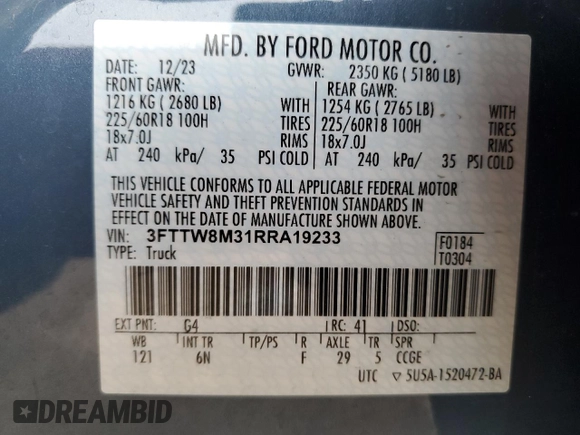 MFD. BY FORD MOTOR CO.
DATE: 12/23 GVWR: 2350 KG ( 5180 LB)
FRONT GAWR: REAR GAWR:
1216 KG ( 2680 LB) WITH 1254 KG ( 2765 LB) WITH
225/60R18 100H TIRES 225/60R18 100H TIRES
18x7.0J RIMS 18x7.0J RIMS
AT 240 kPa/ 35 PSI COLD AT 240 kPa/ 35 PSI COLD
THIS VEHICLE CONFORMS TO ALL APPLICABLE FEDERAL MOTOR
VEHICLE SAFETY AND THEFT PREVENTION STANDARDS IN
EFFECT ON THE DATE OF MANUFACTURE SHOWN ABOVE.
VIN: 3FTTW8M31RRA19233 F0184
TYPE: Truck T0304
EXT PNT: G4 RC: 41 DSO:
WB INT TR TP/PS R AXLE TR SPR
121 6N F 29 5 CCGE
UTC ▽ 5U5A-1520472-BA
DREAMBID